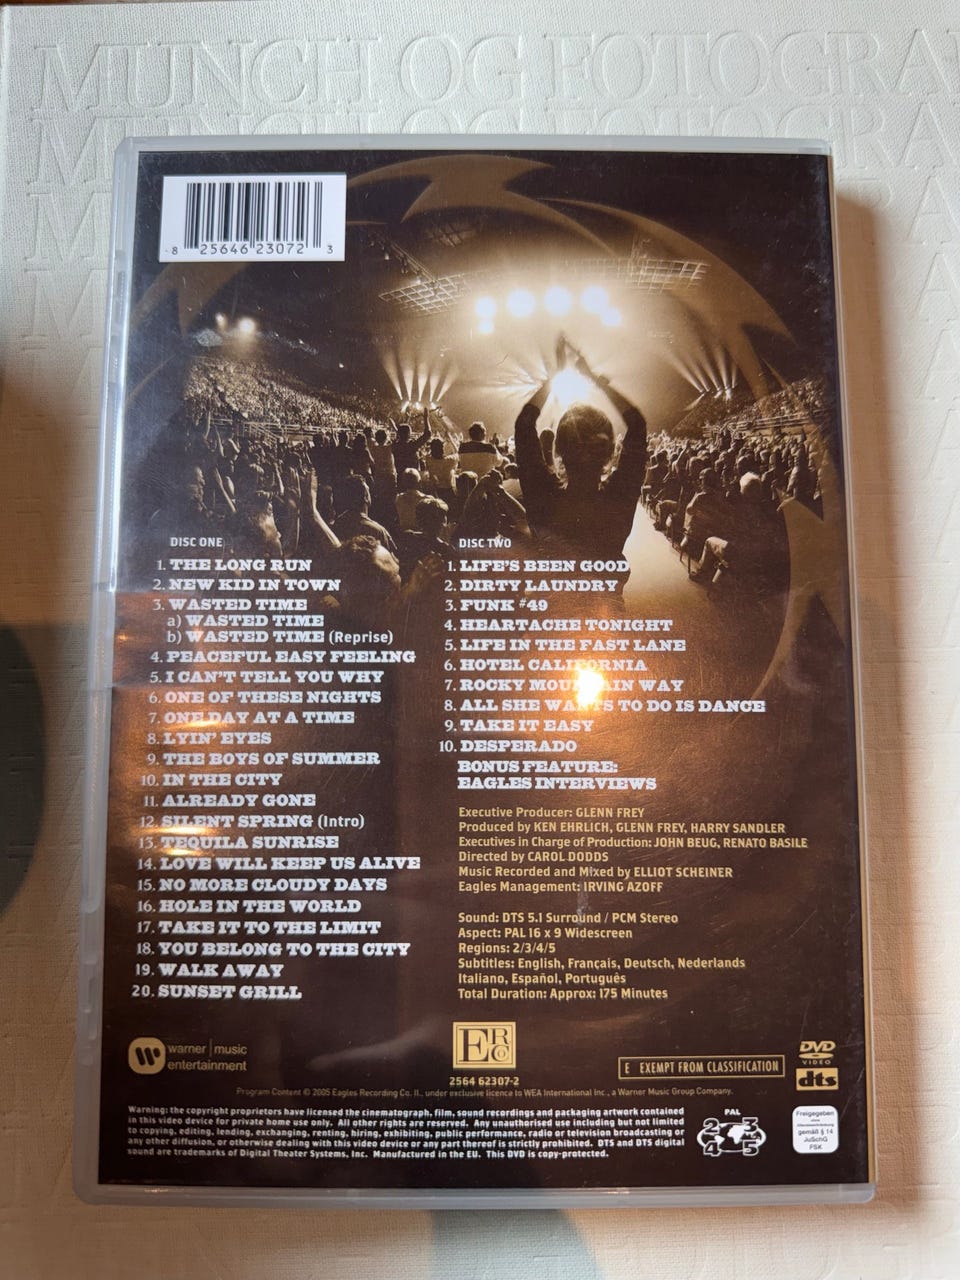 MUNCH OG FOTOGRA
MUNCH OG FOTOGRA
8 25646 23072 3
DISC ONE
1. THE LONG RUN
2. NEW KID IN TOWN
3. WASTED TIME
a) WASTED TIME
b) WASTED TIME (Reprise)
4. PEACEFUL EASY FEELING
5. I CAN'T TELL YOU WHY
6. ONE OF THESE NIGHTS
7. ONE DAY AT A TIME
8. LYIN' EYES
9. THE BOYS OF SUMMER
10. IN THE CITY
11. ALREADY GONE
12. SILENT SPRING (Intro)
13. TEQUILA SUNRISE
14. LOVE WILL KEEP US ALIVE
15. NO MORE CLOUDY DAYS
16. HOLE IN THE WORLD
17. TAKE IT TO THE LIMIT
18. YOU BELONG TO THE CITY
19. WALK AWAY
20. SUNSET GRILL
DISC TWO
1. LIFE'S BEEN GOOD
2. DIRTY LAUNDRY
3. FUNK #49
4. HEARTACHE TONIGHT
5. LIFE IN THE FAST LANE
6. HOTEL CALIFORNIA
7. ROCKY MOUNTAIN WAY
8. ALL SHE WANTS TO DO IS DANCE
9. TAKE IT EASY
10. DESPERADO
BONUS FEATURE:
EAGLES INTERVIEWS
Executive Producer: GLENN FREY
Produced by KEN EHRLICH, GLENN FREY, HARRY SANDLER
Executives in Charge of Production: JOHN BEUG, RENATO BASILE
Directed by CAROL DODDS
Music Recorded and Mixed by ELLIOT SCHEINER
Eagles Management: IRVING AZOFF
Sound: DTS 5.1 Surround / PCM Stereo
Aspect: PAL 16 x 9 Widescreen
Regions: 2/3/4/5
Subtitles: English, Français, Deutsch, Nederlands
Italiano, Español, Português
Total Duration: Approx: 175 Minutes
warner music
entertainment
ERC
2564 62307-2
E EXEMPT FROM CLASSIFICATION
DVD
VIDEO
dts
Program Content © 2005 Eagles Recording Co. II., under exclusive licence to WEA International Inc., a Warner Music Group Company.
Warning: the copyright proprietors have licensed the cinematograph, film, sound recordings and packaging artwork contained
in this video device for private home use only. All other rights are reserved. Any unauthorised use including but not limited
to copying, editing, lending, exchanging, renting, hiring, exhibiting, public performance, radio or television broadcasting or
any other diffusion, or otherwise dealing with this video device or any part thereof is strictly prohibited. DTS and DTS digital
sound are trademarks of Digital Theater Systems, Inc. Manufactured in the EU. This DVD is copy-protected.
PAL
2 3
4 5
Freigegeben
gemäß § 14
JuSchG
FSK